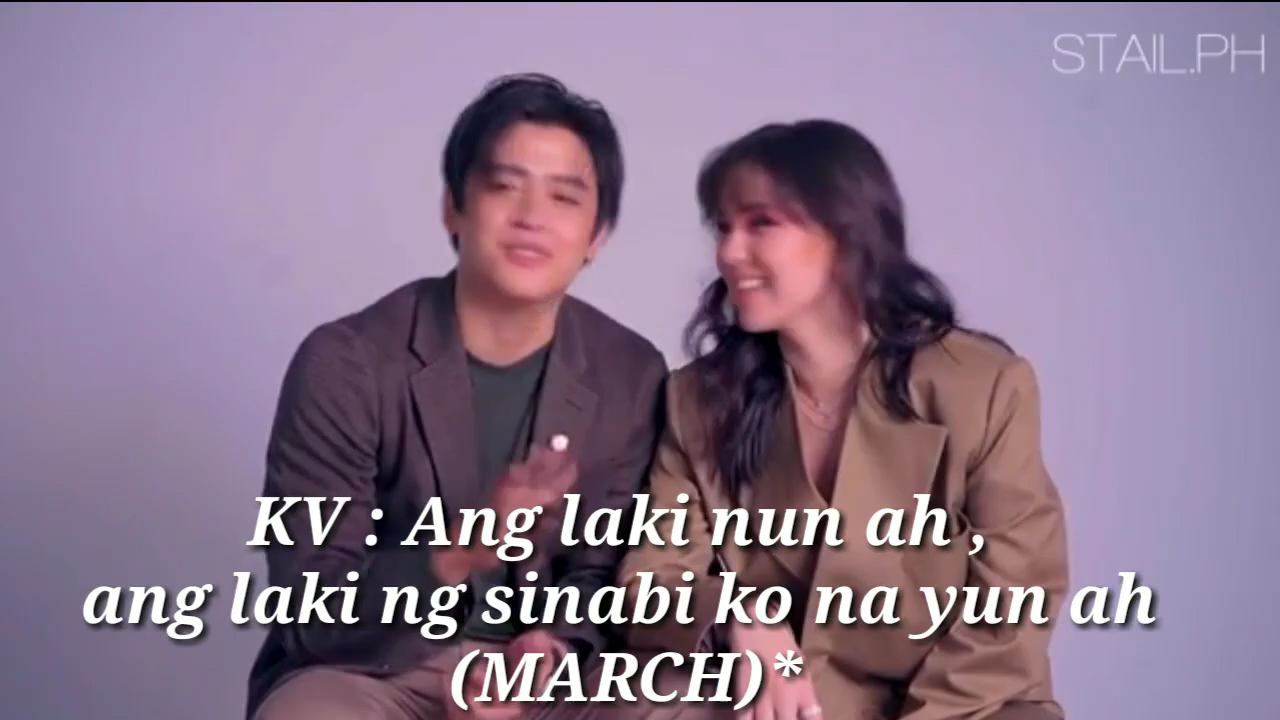 STAIL.PH
KV : Ang laki nun ah ,
ang laki ng sinabi ko na yun ah
(MARCH)*